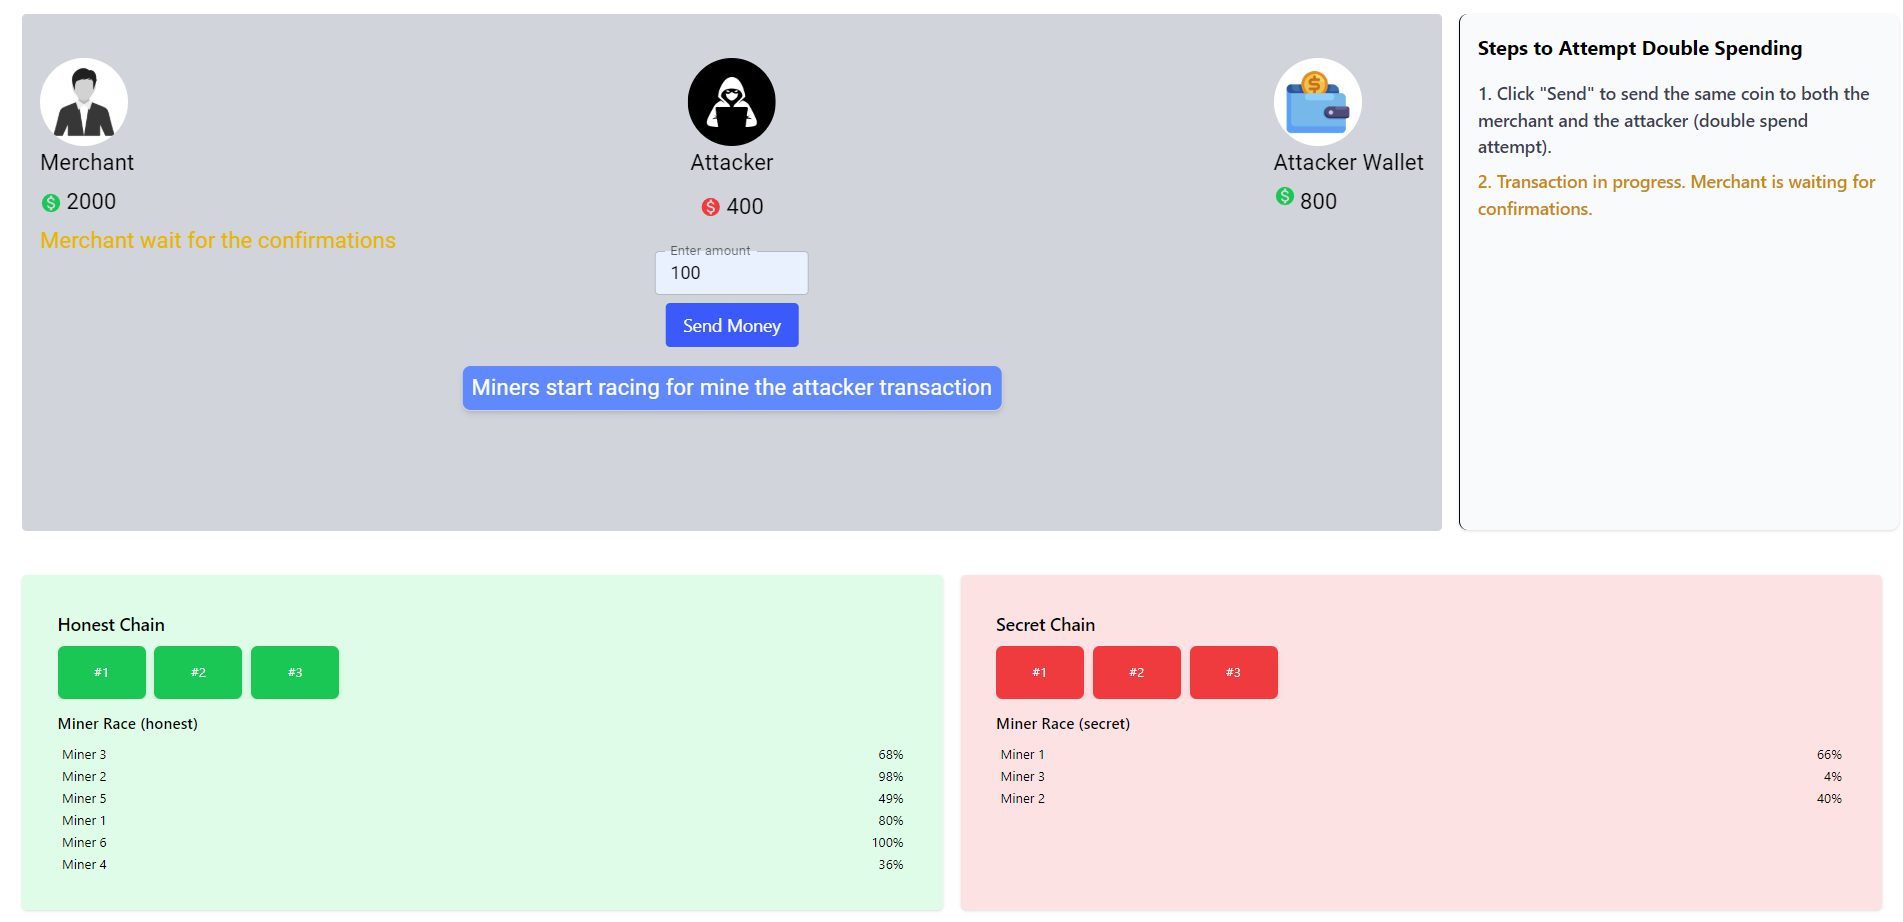 Merchant
2000
Merchant wait for the confirmations
Attacker
400
Enter amount
100
Send Money
Miners start racing for mine the attacker transaction
Attacker Wallet
800
Steps to Attempt Double Spending
1. Click "Send" to send the same coin to both the
merchant and the attacker (double spend
attempt).
2. Transaction in progress. Merchant is waiting for
confirmations.
Honest Chain
#1 #2 #3
Miner Race (honest)
Miner 3 68%
Miner 2 98%
Miner 5 49%
Miner 1 80%
Miner 6 100%
Miner 4 36%
Secret Chain
#1 #2 #3
Miner Race (secret)
Miner 1 66%
Miner 3 4%
Miner 2 40%